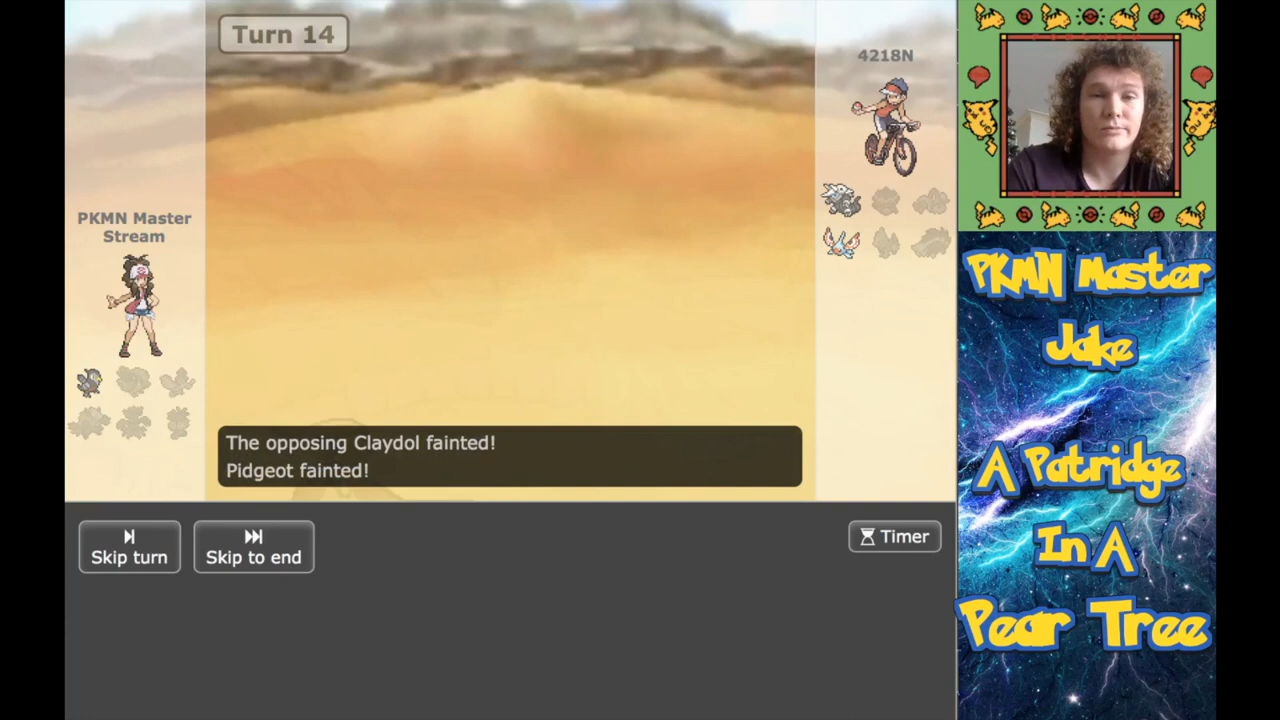 Turn 14
4218N
PKMN Master
Stream
The opposing Claydol fainted!
Pidgeot fainted!
Skip turn
Skip to end
Timer
PKMN Master
Jake
A Patridge
In A
Pear Tree